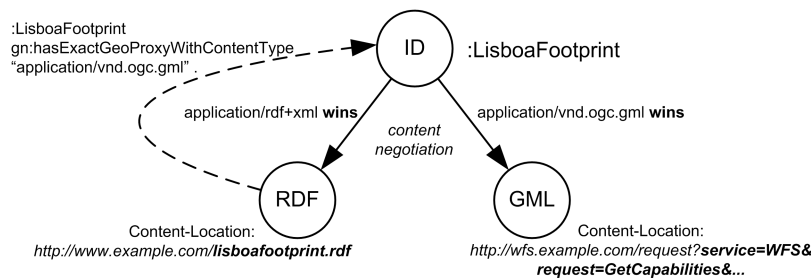 :LisboaFootprint
gn:hasExactGeoProxyWithContentType
“application/vnd.ogc.gml” .
ID
:LisboaFootprint
application/rdf+xml wins
application/vnd.ogc.gml wins
content
negotiation
RDF
GML
Content-Location:
http://www.example.com/lisboafootprint.rdf
Content-Location:
http://wfs.example.com/request?service=WFS&
request=GetCapabilities&...